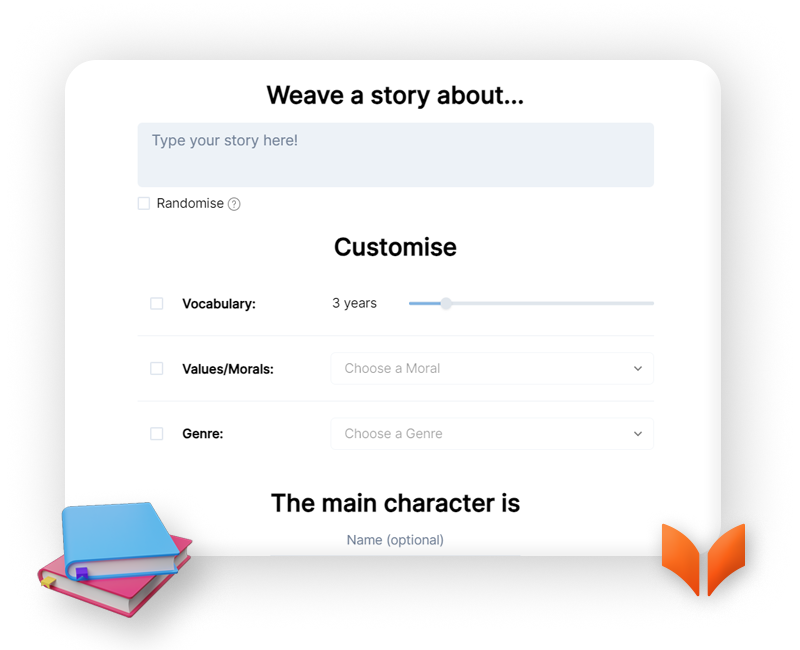 Weave a story about...
Type your story here!
Randomise ?
Customise
Vocabulary: 3 years
Values/Morals: Choose a Moral
Genre: Choose a Genre
The main character is
Name (optional)